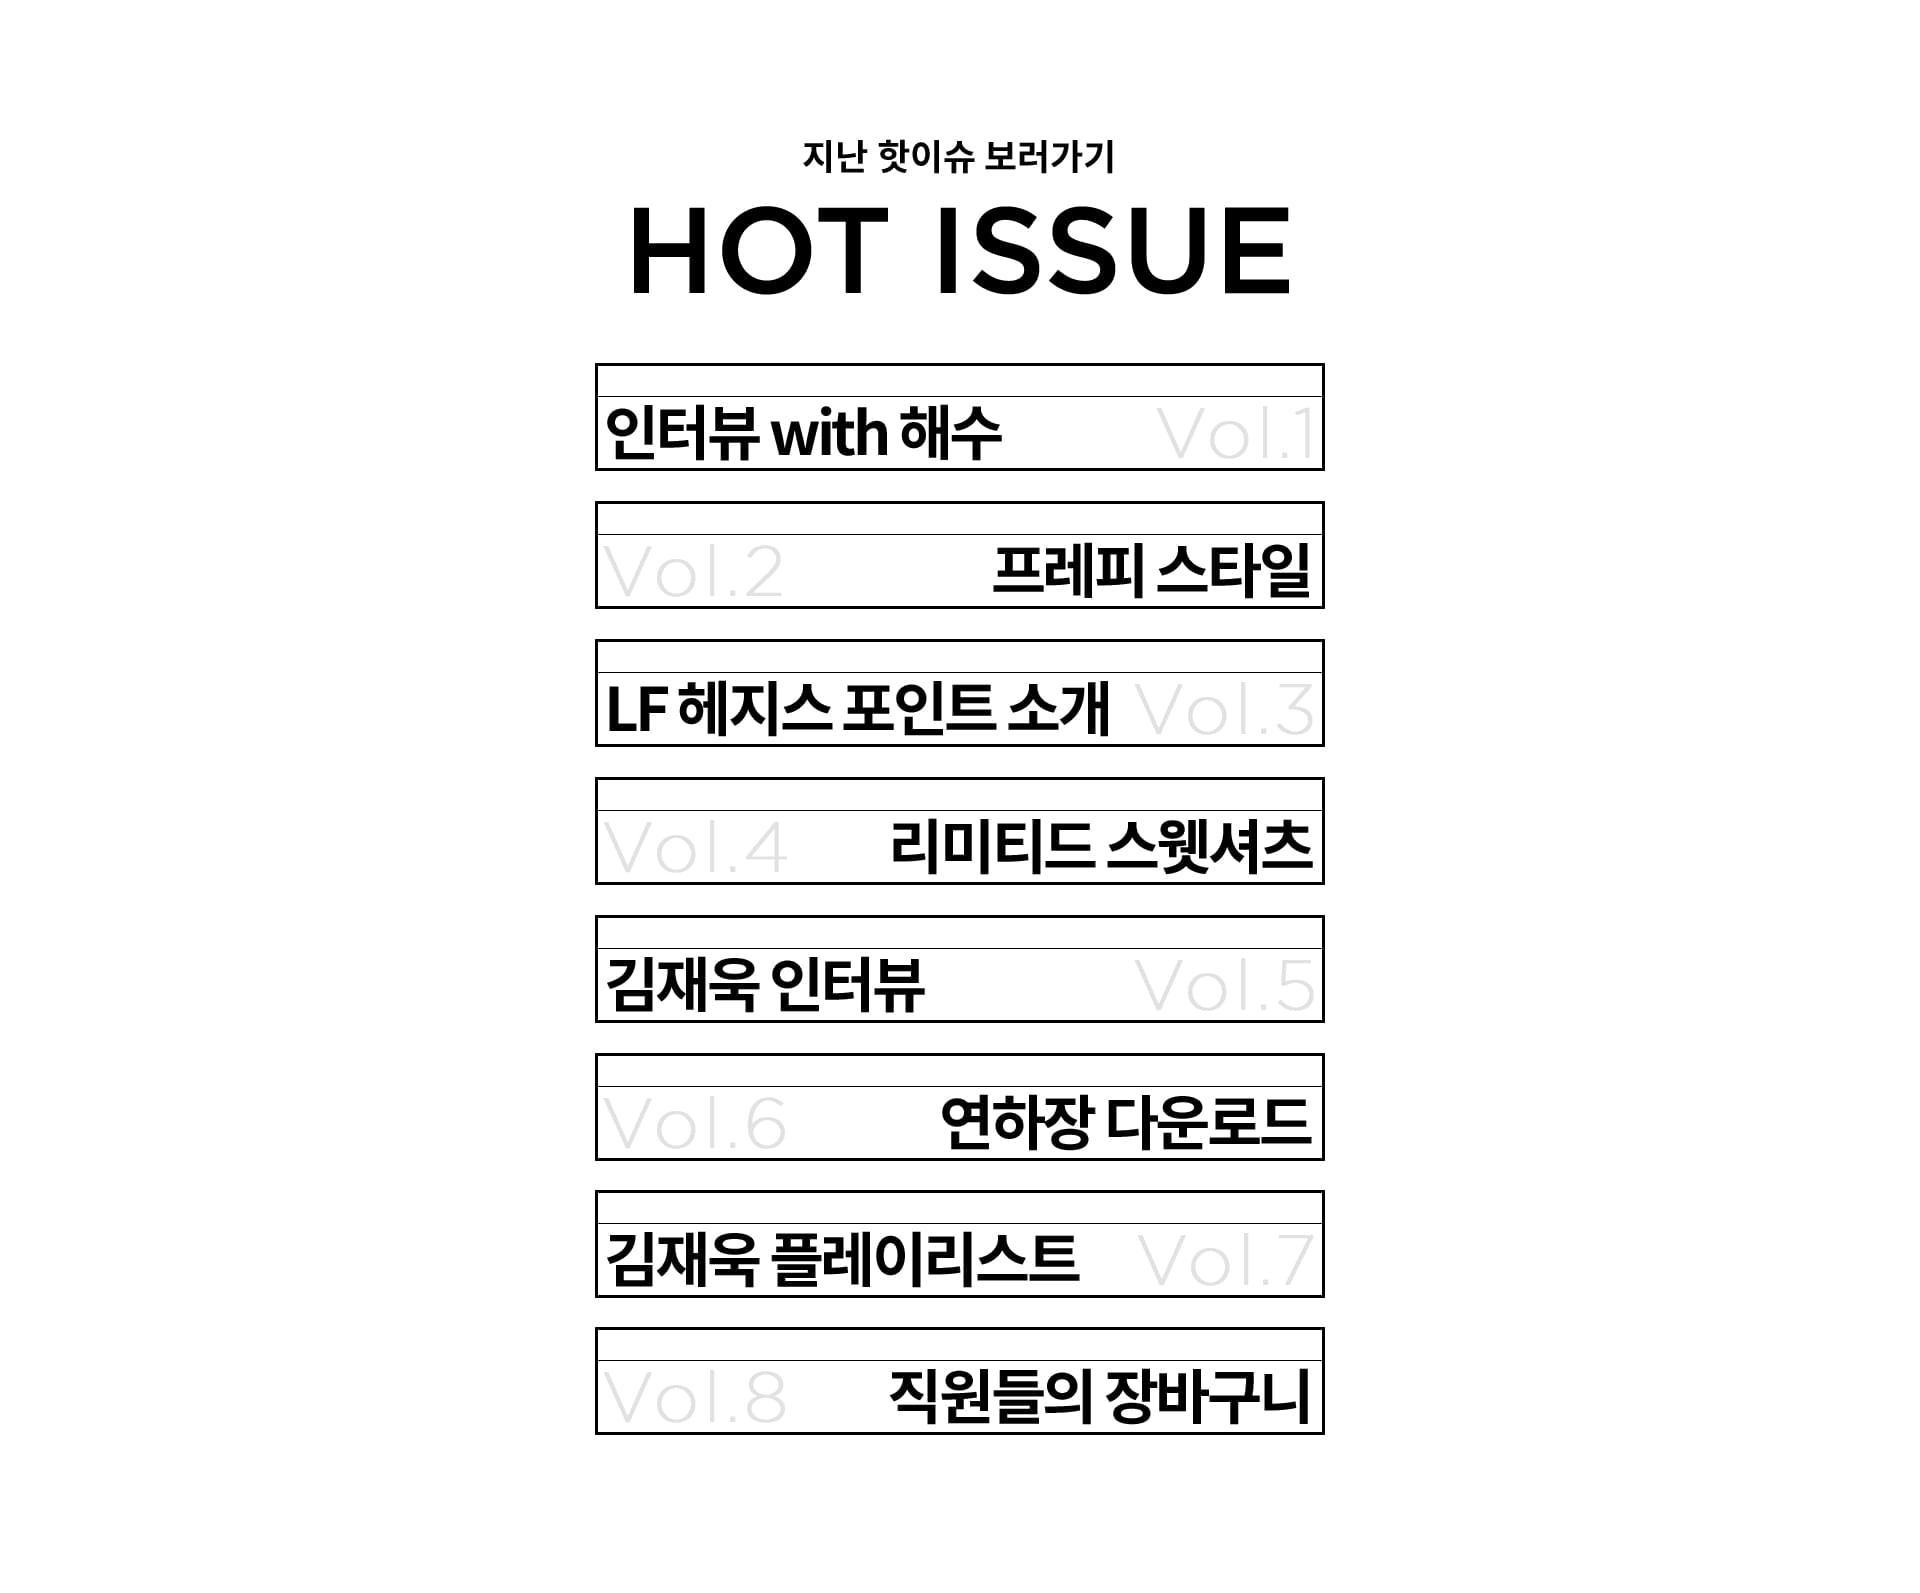 지난 핫이슈 보러가기
HOT ISSUE
인터뷰 with 해수 Vol.1
Vol.2 프레피 스타일
LF 헤지스 포인트 소개 Vol.3
Vol.4 리미티드 스웻셔츠
김재욱 인터뷰 Vol.5
Vol.6 연하장 다운로드
김재욱 플레이리스트 Vol.7
Vol.8 직원들의 장바구니